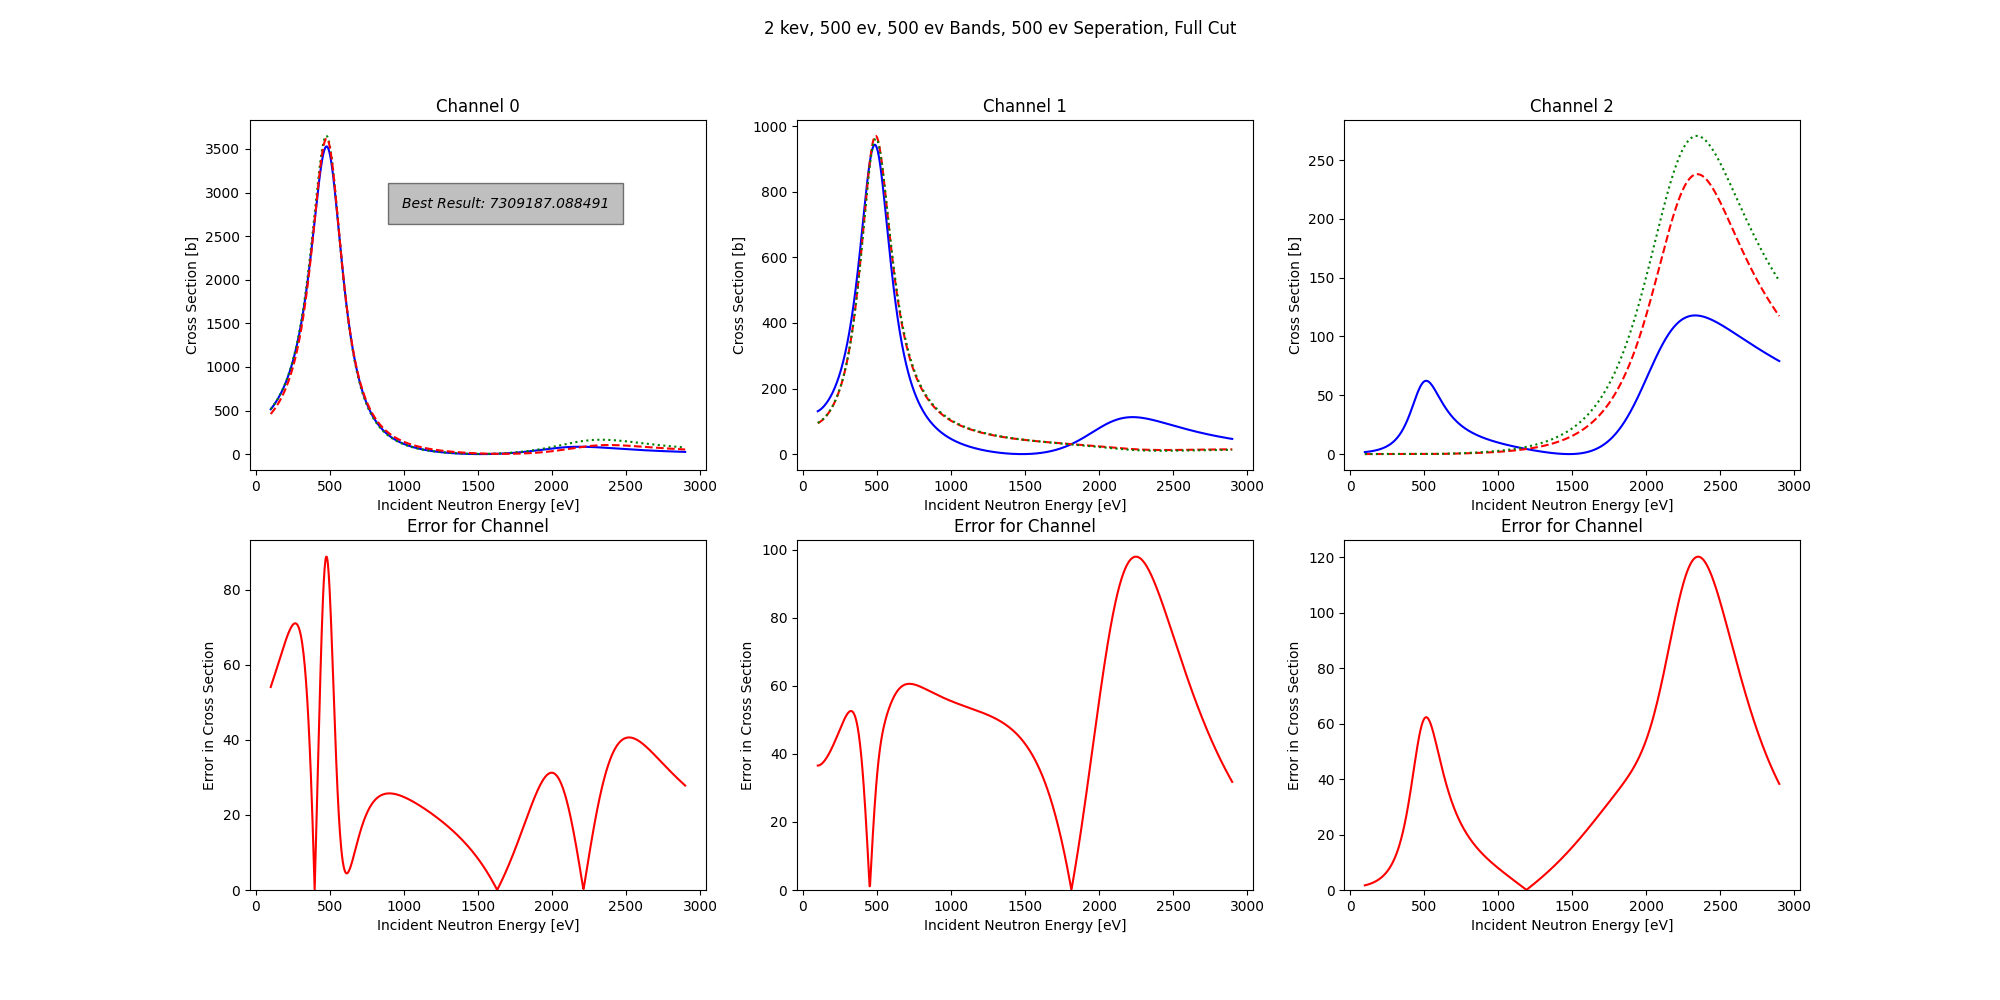 2 kev, 500 ev, 500 ev Bands, 500 ev Seperation, Full Cut
Channel 0
Cross Section [b]
3500
3000
2500
2000
1500
1000
500
0
Best Result: 7309187.088491
0 500 1000 1500 2000 2500 3000
Incident Neutron Energy [eV]
Channel 1
Cross Section [b]
1000
800
600
400
200
0
0 500 1000 1500 2000 2500 3000
Incident Neutron Energy [eV]
Channel 2
Cross Section [b]
250
200
150
100
50
0
0 500 1000 1500 2000 2500 3000
Incident Neutron Energy [eV]
Error for Channel
Error in Cross Section
80
60
40
20
0
0 500 1000 1500 2000 2500 3000
Incident Neutron Energy [eV]
Error for Channel
Error in Cross Section
100
80
60
40
20
0
0 500 1000 1500 2000 2500 3000
Incident Neutron Energy [eV]
Error for Channel
Error in Cross Section
120
100
80
60
40
20
0
0 500 1000 1500 2000 2500 3000
Incident Neutron Energy [eV]